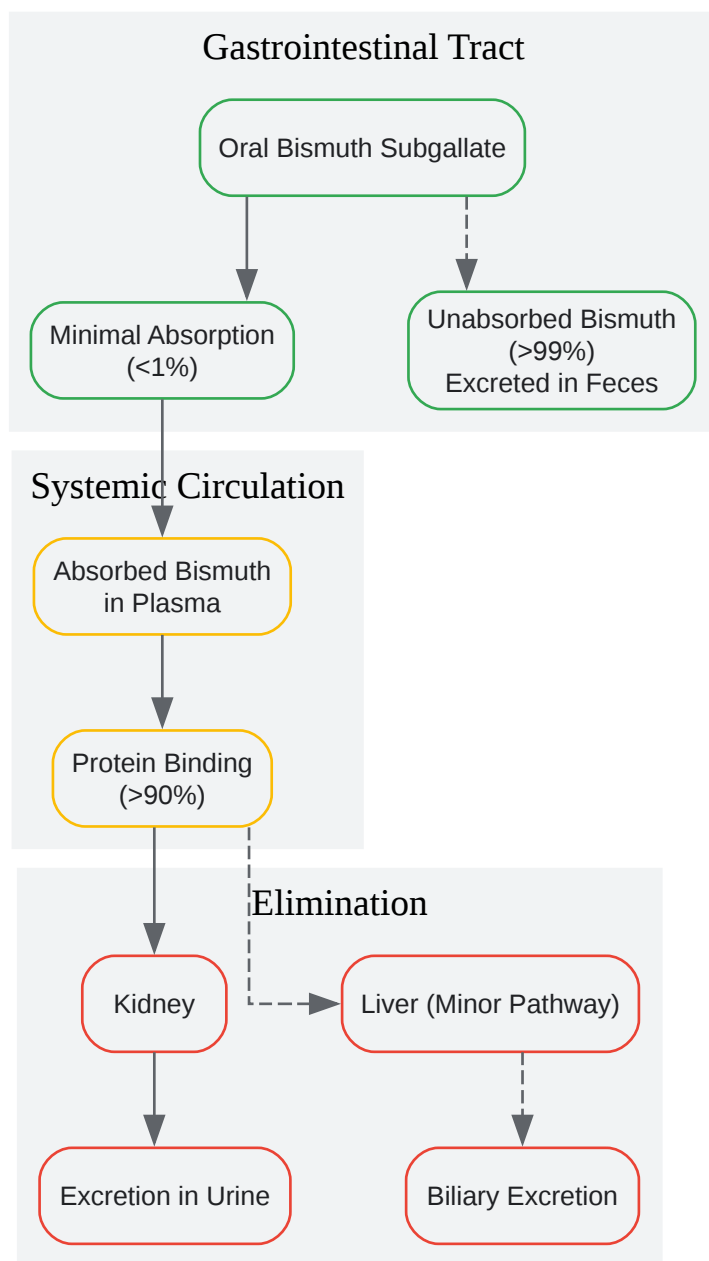 Gastrointestinal Tract
Oral Bismuth Subgallate
Minimal Absorption
(<1%)
Unabsorbed Bismuth
(>99%)
Excreted in Feces
Systemic Circulation
Absorbed Bismuth
in Plasma
Protein Binding
(>90%)
Elimination
Kidney
Liver (Minor Pathway)
Excretion in Urine
Biliary Excretion